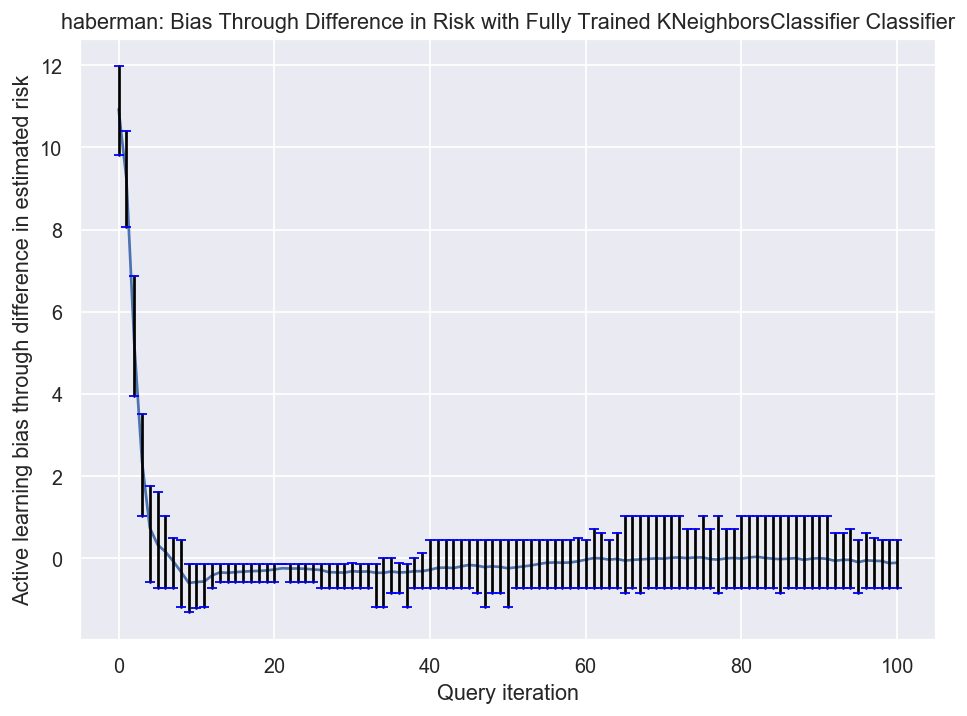 haberman: Bias Through Difference in Risk with Fully Trained KNeighborsClassifier Classifier
Active learning bias through difference in estimated risk
12
10
8
6
4
2
0
0 20 40 60 80 100
Query iteration